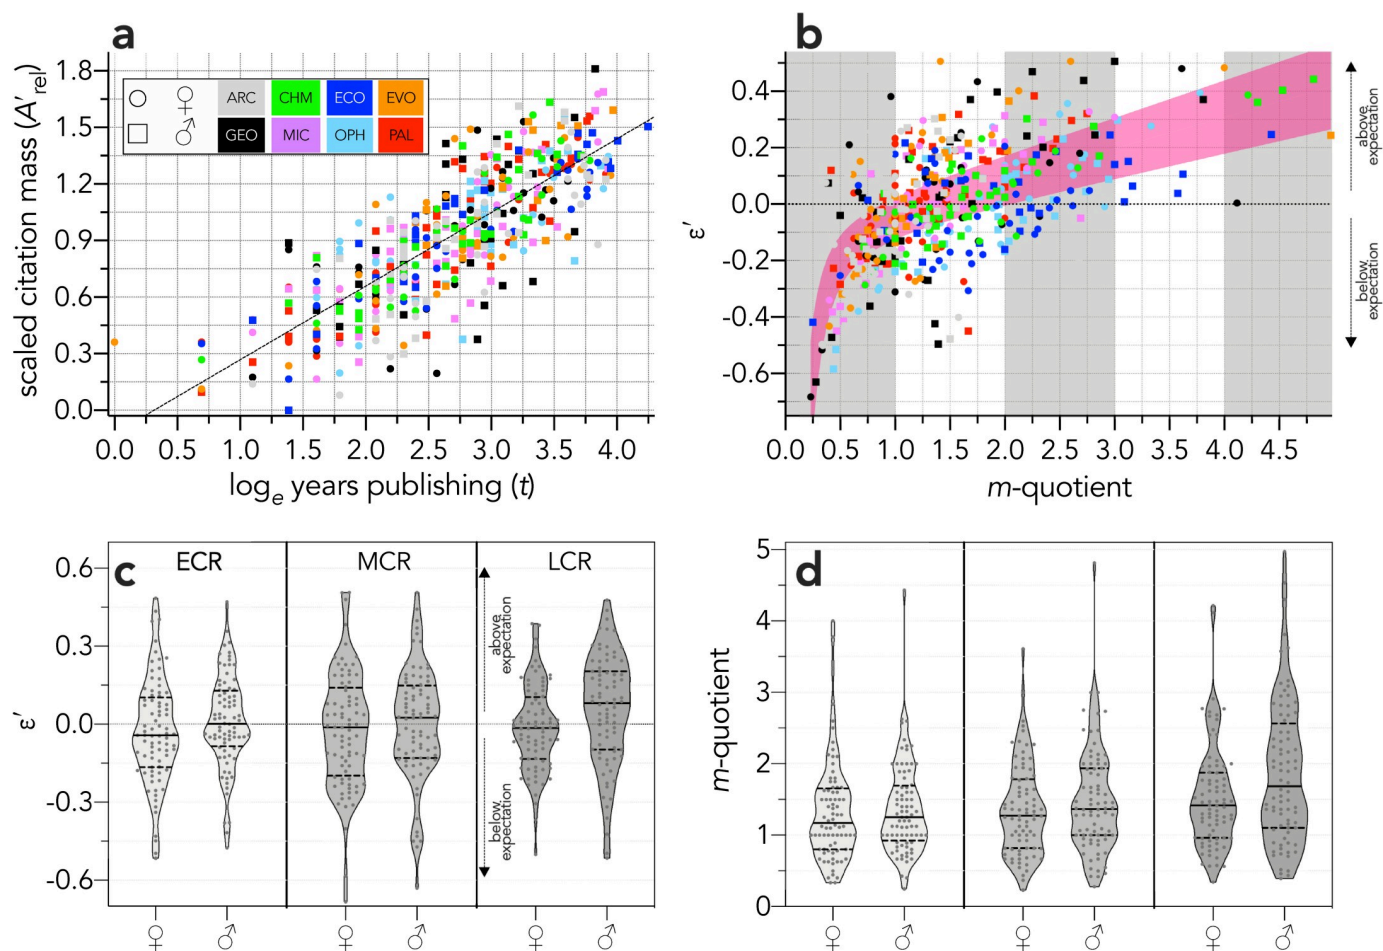 a
scaled citation mass (A′rel)
1.8
1.5
1.2
0.9
0.6
0.3
0.0
♀ ARC CHM ECO EVO
♂ GEO MIC OPH PAL
0.0 0.5 1.0 1.5 2.0 2.5 3.0 3.5 4.0
loge years publishing (t)
b
ε′
0.4
0.2
0.0
-0.2
-0.4
-0.6
above
expectation
below
expectation
0.0 0.5 1.0 1.5 2.0 2.5 3.0 3.5 4.0 4.5
m-quotient
c
ECR MCR LCR
ε′
0.6
0.3
0.0
-0.3
-0.6
above
expectation
below
expectation
♀ ♂ ♀ ♂ ♀ ♂
d
m-quotient
5
4
3
2
1
0
♀ ♂ ♀ ♂ ♀ ♂